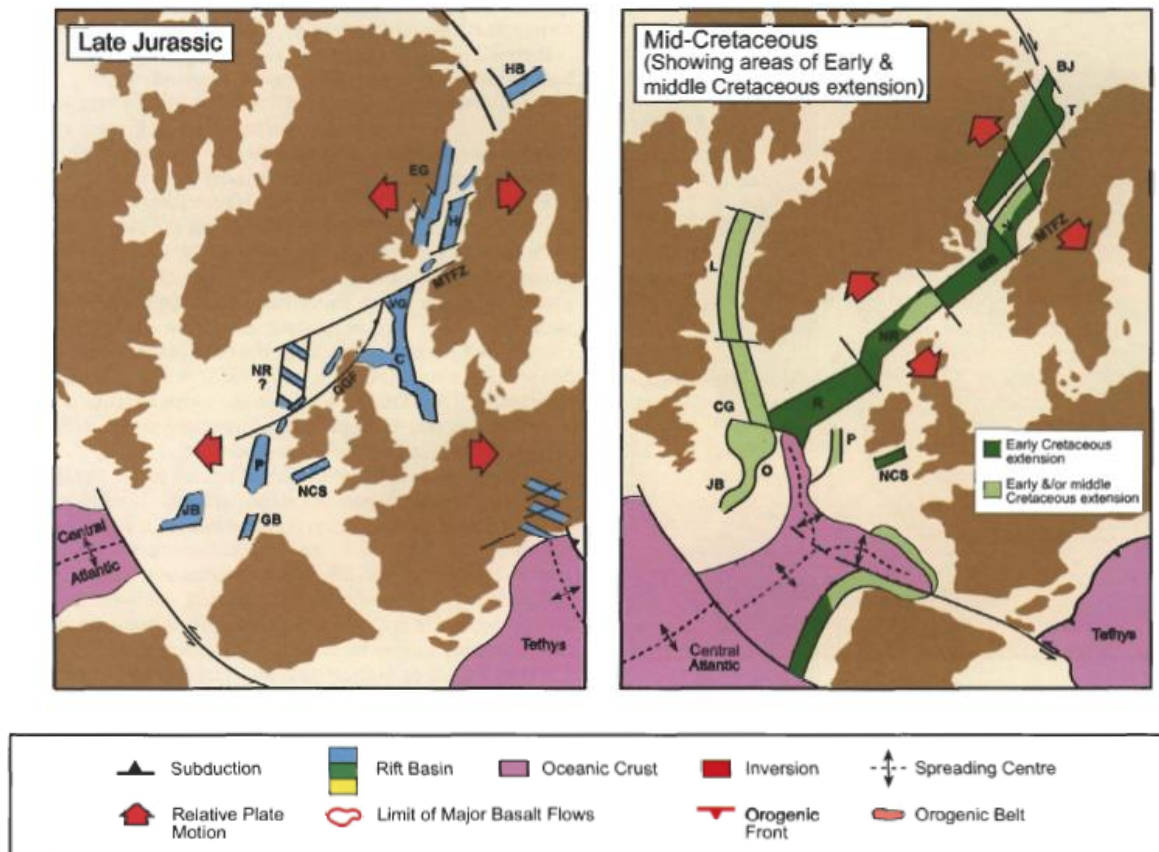 Late Jurassic
HB
EG
H
MTFZ
VG
C
NR
?
GGF
P
NCS
JB
GB
Central
Atlantic
Tethys
Mid-Cretaceous
(Showing areas of Early &
middle Cretaceous extension)
BJ
T
V
MTFZ
MB
L
NR
CG
R
P
O
JB
NCS
Early Cretaceous
extension
Early &/or middle
Cretaceous extension
Central
Atlantic
Tethys
Subduction
Rift Basin
Oceanic Crust
Inversion
Spreading Centre
Relative Plate
Motion
Limit of Major Basalt Flows
Orogenic
Front
Orogenic Belt